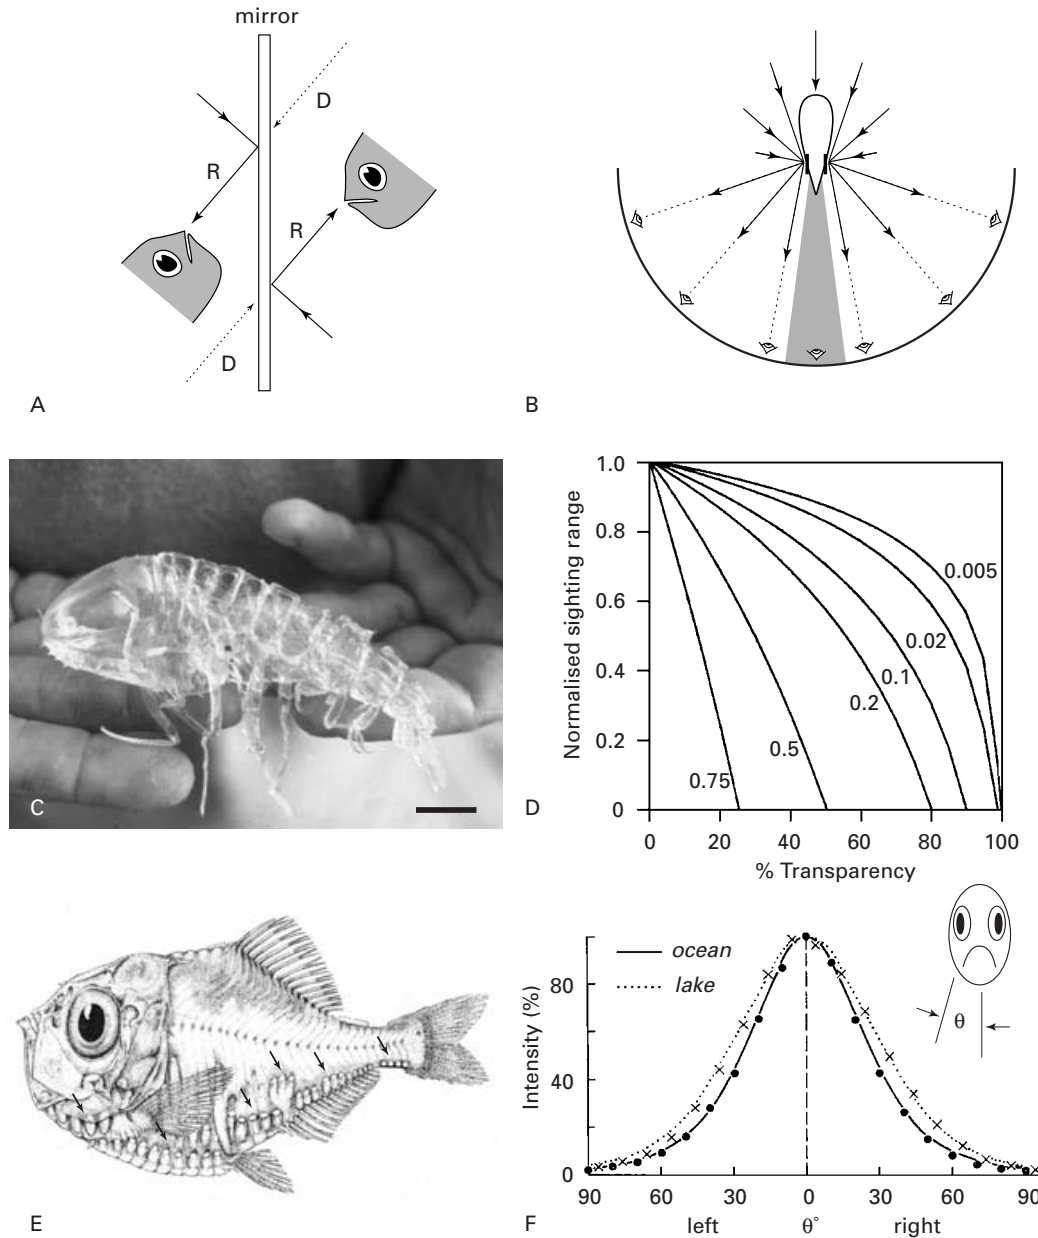 mirror
D
R
R
D
A
B
C
Normalised sighting range
1.0
0.8
0.6
0.4
0.2
0
0.005
0.02
0.1
0.2
0.5
0.75
0 20 40 60 80 100
% Transparency
D
E
Intensity (%)
80
40
0
ocean
lake
θ
90 60 30 0 30 60 90
left θ° right
F